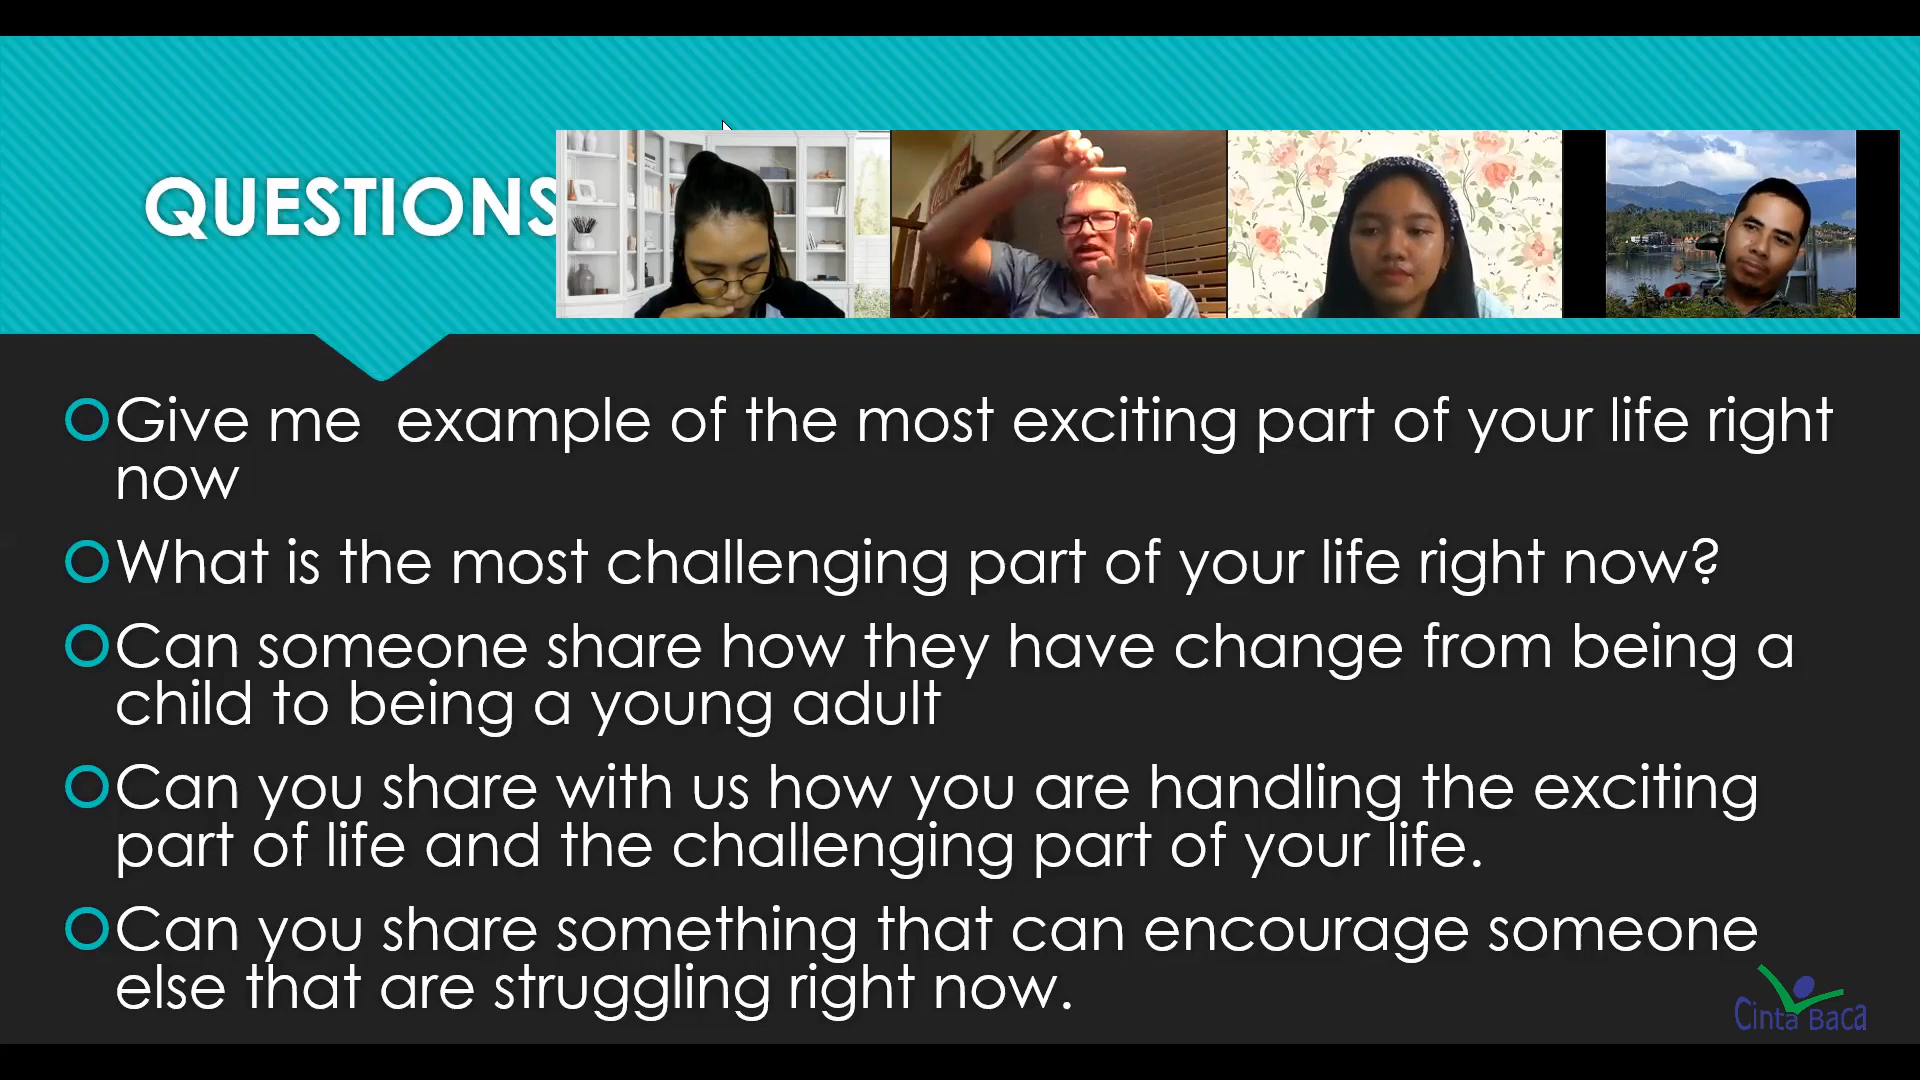 QUESTIONS
Give me example of the most exciting part of your life right
now
What is the most challenging part of your life right now?
Can someone share how they have change from being a
child to being a young adult
Can you share with us how you are handling the exciting
part of life and the challenging part of your life.
Can you share something that can encourage someone
else that are struggling right now.
Cinta Baca